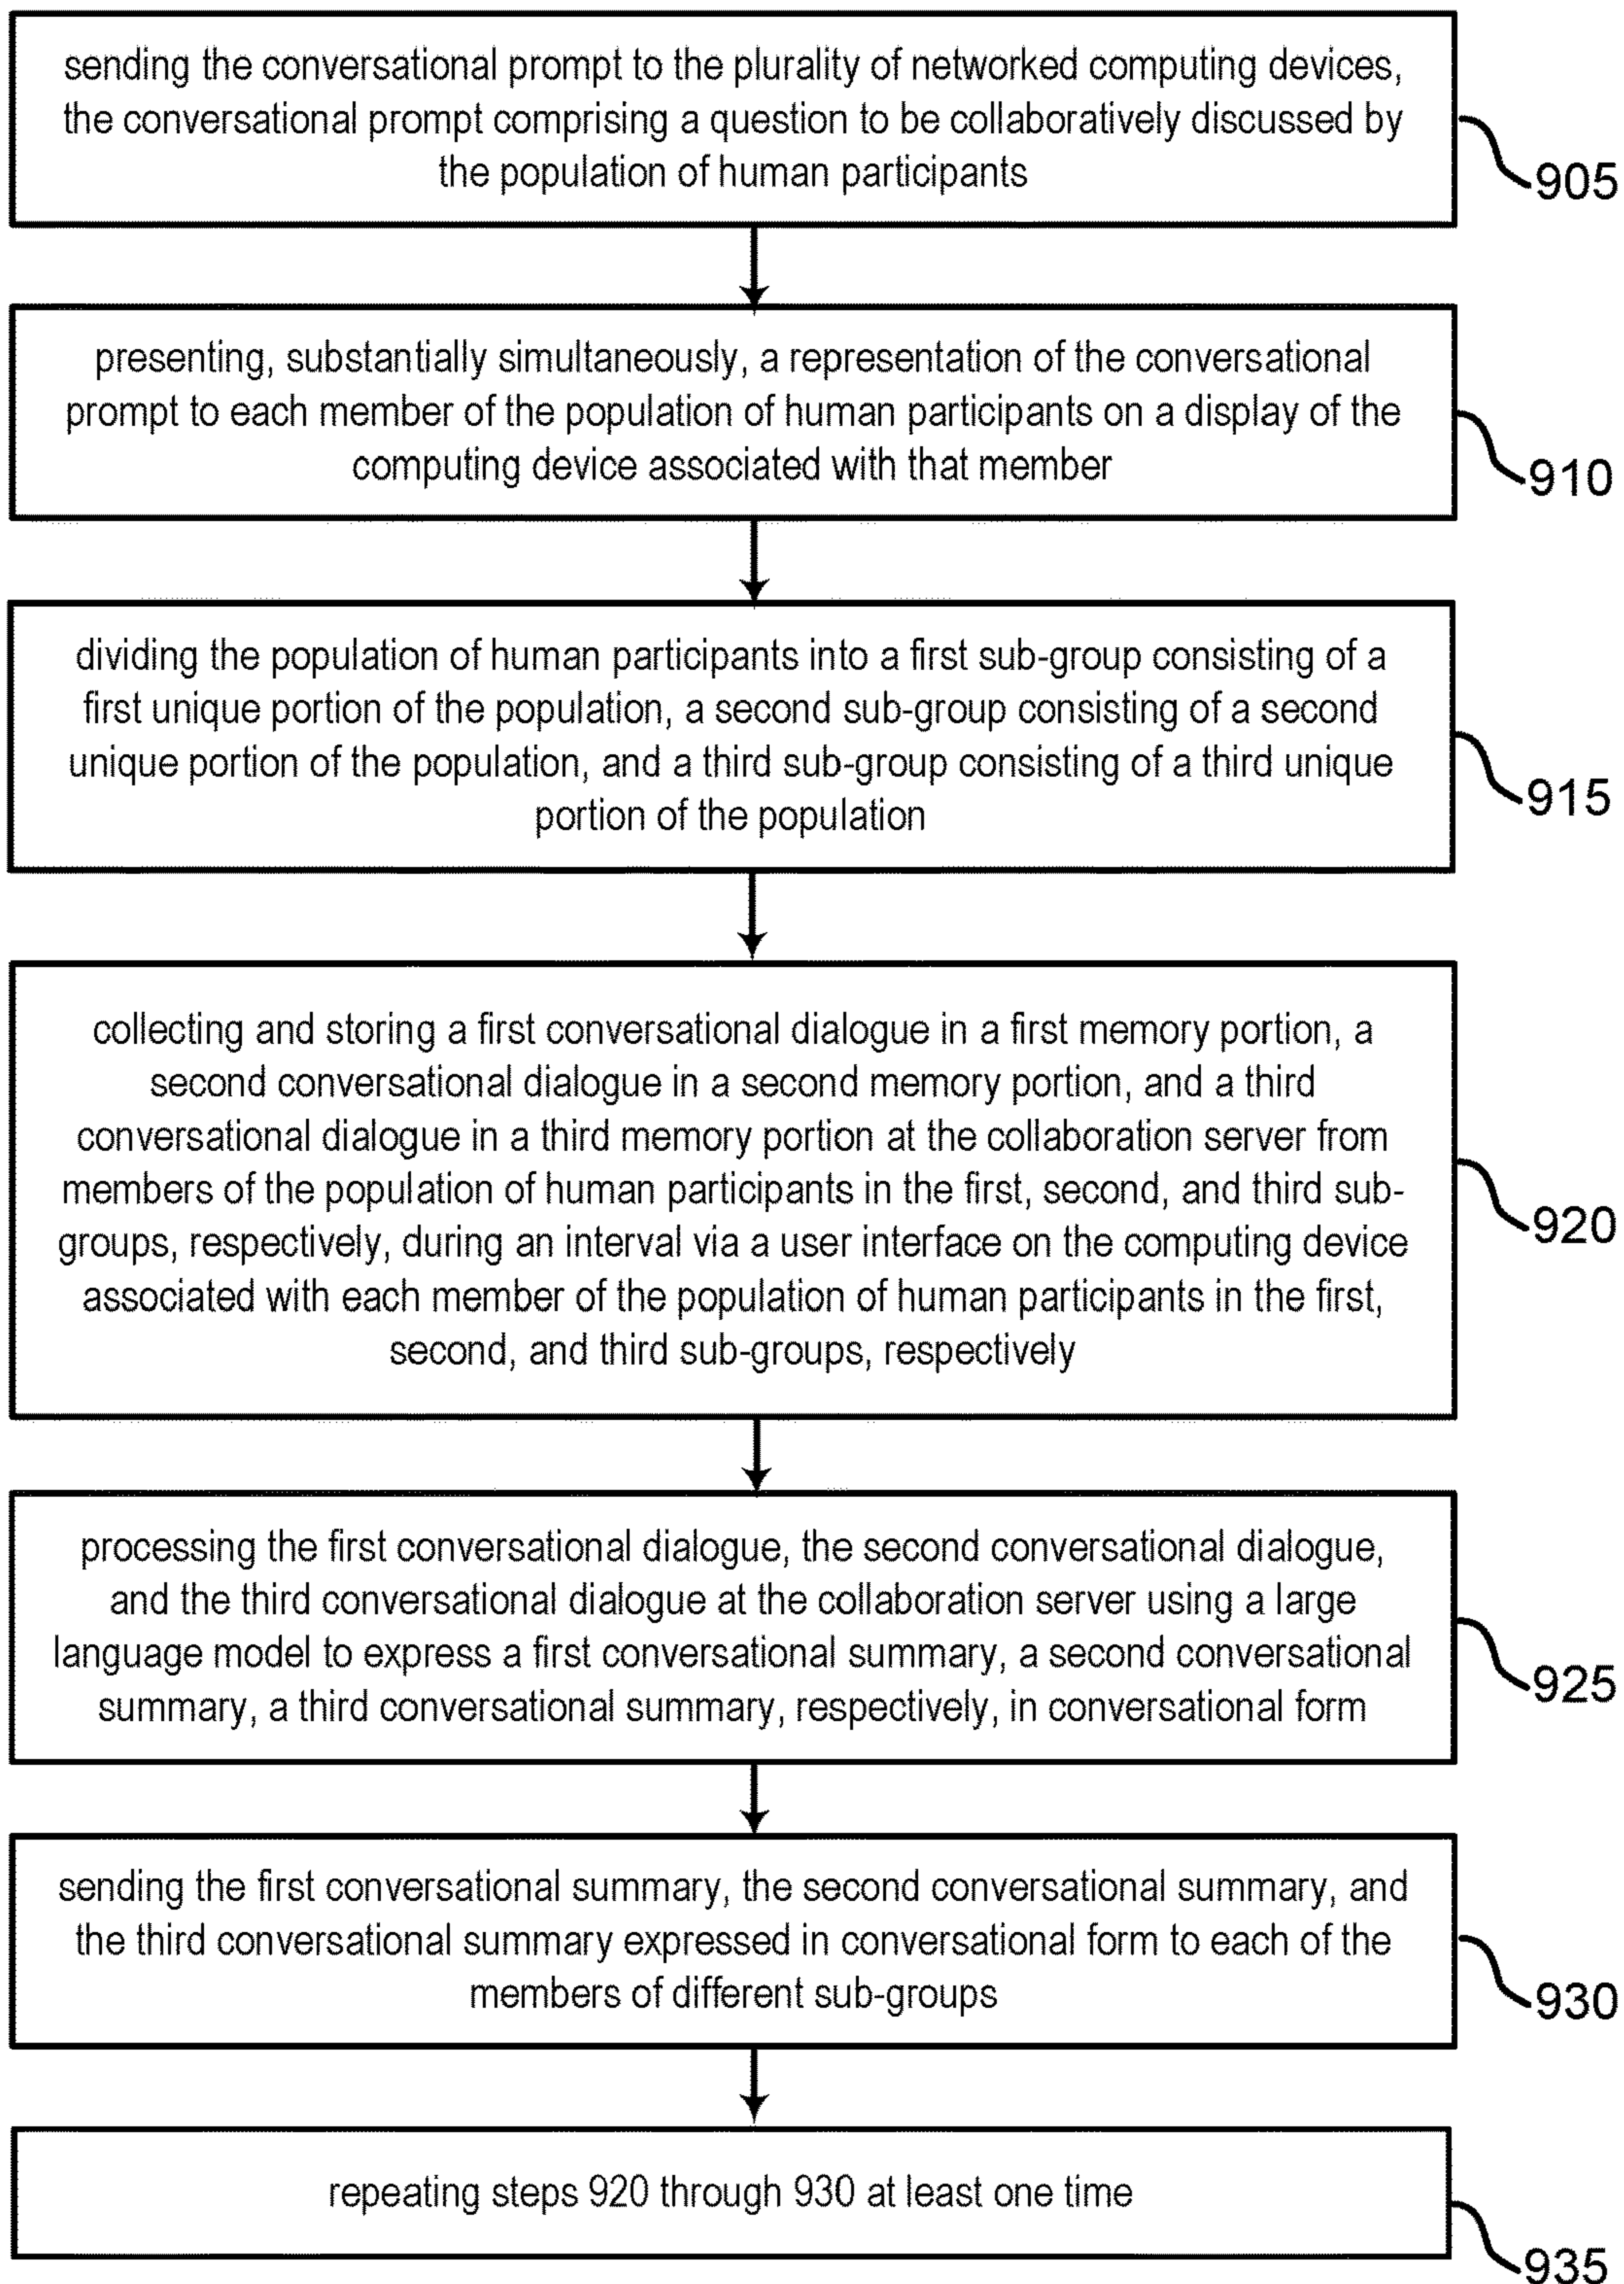 sending the conversational prompt to the plurality of networked computing devices,
the conversational prompt comprising a question to be collaboratively discussed by
the population of human participants
905
presenting, substantially simultaneously, a representation of the conversational
prompt to each member of the population of human participants on a display of the
computing device associated with that member
910
dividing the population of human participants into a first sub-group consisting of a
first unique portion of the population, a second sub-group consisting of a second
unique portion of the population, and a third sub-group consisting of a third unique
portion of the population
915
collecting and storing a first conversational dialogue in a first memory portion, a
second conversational dialogue in a second memory portion, and a third
conversational dialogue in a third memory portion at the collaboration server from
members of the population of human participants in the first, second, and third sub-
groups, respectively, during an interval via a user interface on the computing device
associated with each member of the population of human participants in the first,
second, and third sub-groups, respectively
920
processing the first conversational dialogue, the second conversational dialogue,
and the third conversational dialogue at the collaboration server using a large
language model to express a first conversational summary, a second conversational
summary, a third conversational summary, respectively, in conversational form
925
sending the first conversational summary, the second conversational summary, and
the third conversational summary expressed in conversational form to each of the
members of different sub-groups
930
repeating steps 920 through 930 at least one time
935